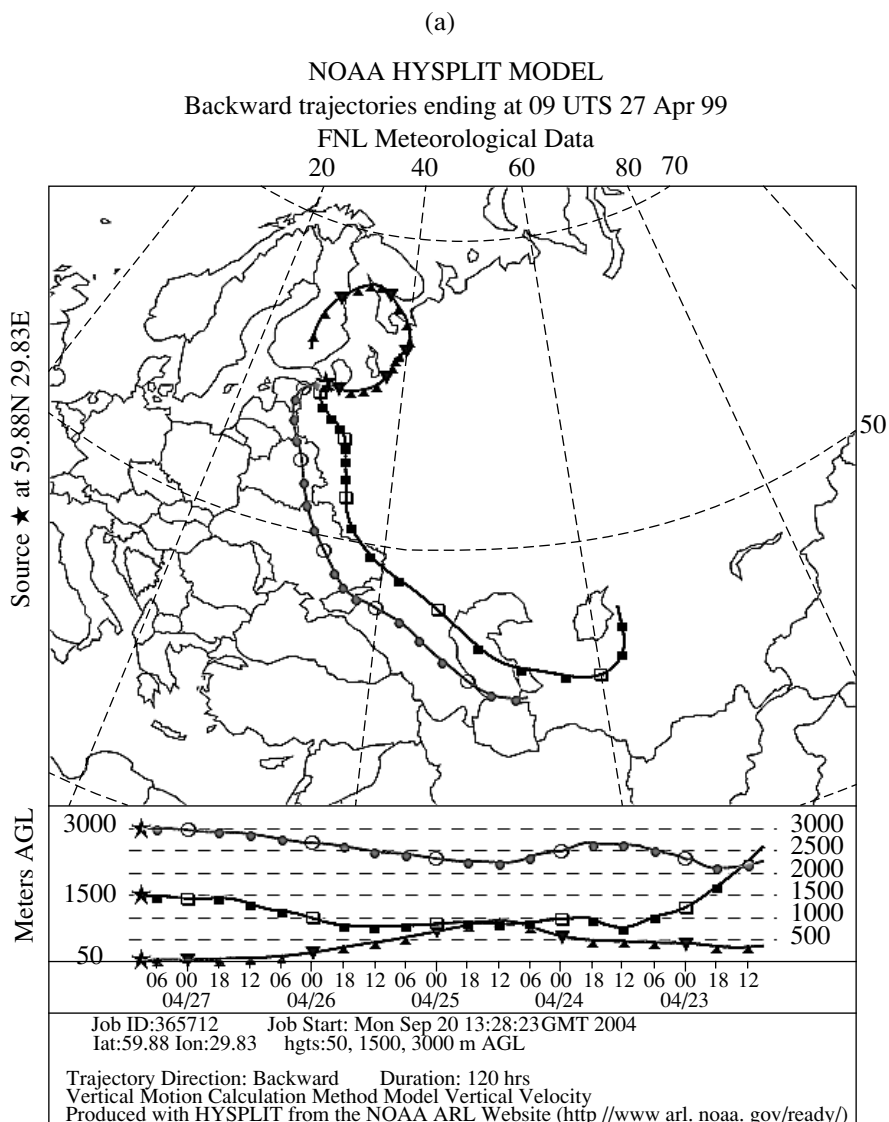 (a)
NOAA HYSPLIT MODEL
Backward trajectories ending at 09 UTS 27 Apr 99
FNL Meteorological Data
20 40 60 80 70
50
Source ★ at 59.88N 29.83E
Meters AGL
3000 3000
2500
2000
1500 1500
1000
500
50
06 00 18 12 06 00 18 12 06 00 18 12 06 00 18 12 06 00 18 12
04/27 04/26 04/25 04/24 04/23
Job ID:365712 Job Start: Mon Sep 20 13:28:23GMT 2004
Iat:59.88 Ion:29.83 hgts:50, 1500, 3000 m AGL
Trajectory Direction: Backward Duration: 120 hrs
Vertical Motion Calculation Method Model Vertical Velocity
Produced with HYSPLIT from the NOAA ARL Website (http //www arl. noaa. gov/ready/)